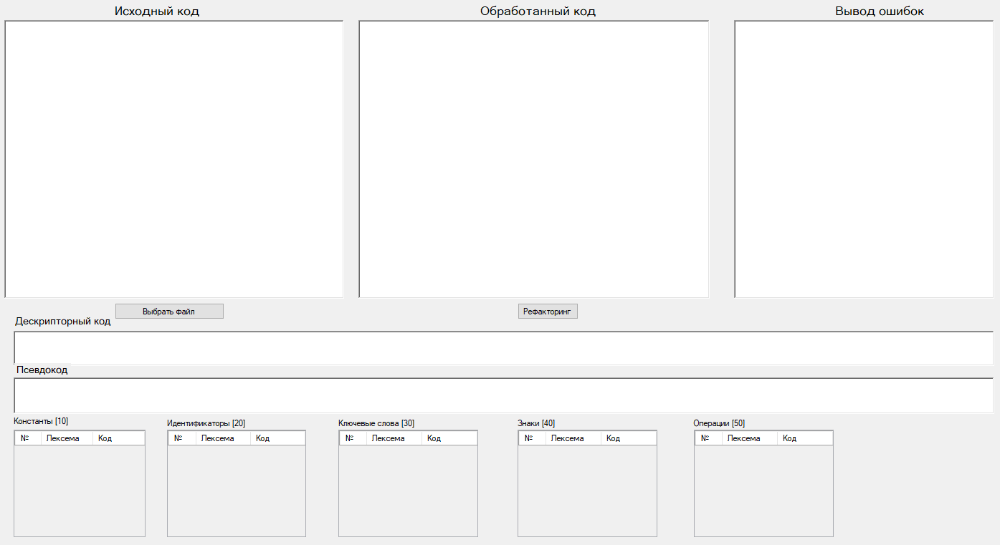 Исходный код
Обработанный код
Вывод ошибок
Выбрать файл
Рефакторинг
Дескрипторный код
Псевдокод
Константы [10]
Идентификаторы [20]
Ключевые слова [30]
Знаки [40]
Операции [50]
№ Лексема Код
№ Лексема Код
№ Лексема Код
№ Лексема Код
№ Лексема Код